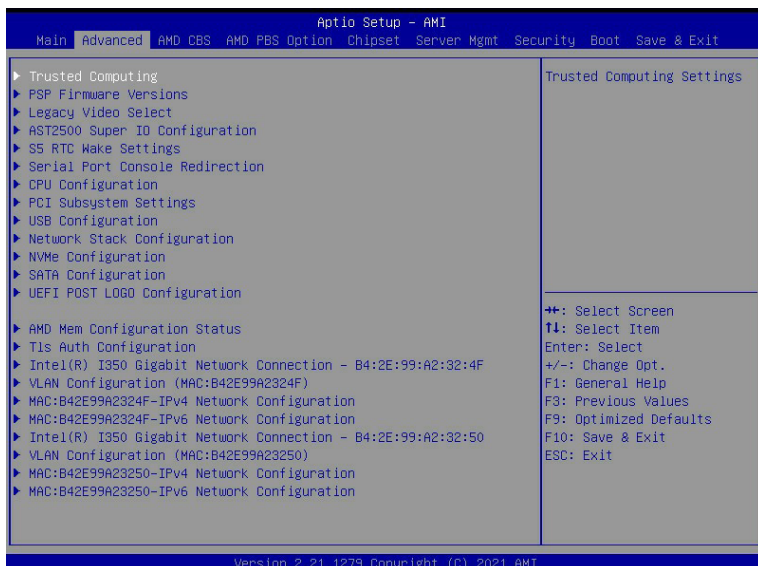 Aptio Setup – AMI
Main Advanced AMD CBS AMD PBS Option Chipset Server Mgmt Security Boot Save & Exit
Trusted Computing
PSP Firmware Versions
Legacy Video Select
AST2500 Super IO Configuration
S5 RTC Wake Settings
Serial Port Console Redirection
CPU Configuration
PCI Subsystem Settings
USB Configuration
Network Stack Configuration
NVMe Configuration
SATA Configuration
UEFI POST LOGO Configuration
AMD Mem Configuration Status
Tls Auth Configuration
Intel(R) I350 Gigabit Network Connection – B4:2E:99:A2:32:4F
VLAN Configuration (MAC:B42E99A2324F)
MAC:B42E99A2324F-IPv4 Network Configuration
MAC:B42E99A2324F-IPv6 Network Configuration
Intel(R) I350 Gigabit Network Connection – B4:2E:99:A2:32:50
VLAN Configuration (MAC:B42E99A23250)
MAC:B42E99A23250-IPv4 Network Configuration
MAC:B42E99A23250-IPv6 Network Configuration
Trusted Computing Settings
→←: Select Screen
↑↓: Select Item
Enter: Select
+/-: Change Opt.
F1: General Help
F3: Previous Values
F9: Optimized Defaults
F10: Save & Exit
ESC: Exit
Version 2.21.1279 Copyright (C) 2021 AMI